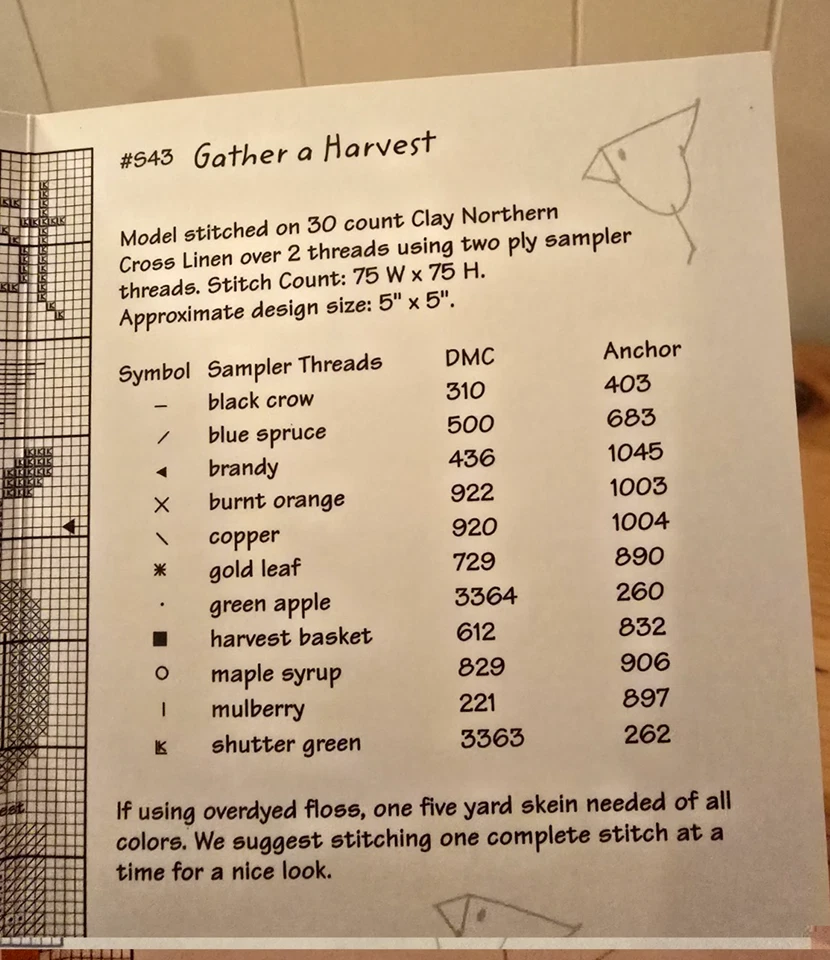 #S43 Gather a Harvest
Model stitched on 30 count Clay Northern
Cross Linen over 2 threads using two ply sampler
threads. Stitch Count: 75 W x 75 H.
Approximate design size: 5" x 5".
Symbol Sampler Threads DMC Anchor
– black crow 310 403
/ blue spruce 500 683
◄ brandy 436 1045
X burnt orange 922 1003
\ copper 920 1004
✳ gold leaf 729 890
· green apple 3364 260
■ harvest basket 612 832
O maple syrup 829 906
| mulberry 221 897
K shutter green 3363 262
If using overdyed floss, one five yard skein needed of all
colors. We suggest stitching one complete stitch at a
time for a nice look.